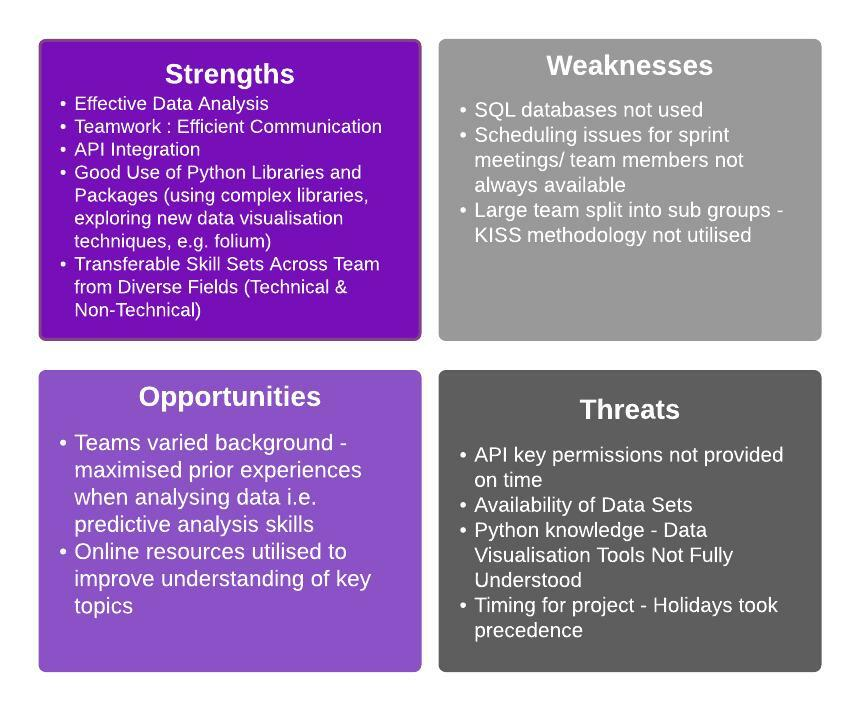 Strengths
• Effective Data Analysis
• Teamwork : Efficient Communication
• API Integration
• Good Use of Python Libraries and
Packages (using complex libraries,
exploring new data visualisation
techniques, e.g. folium)
• Transferable Skill Sets Across Team
from Diverse Fields (Technical &
Non-Technical)
Weaknesses
• SQL databases not used
• Scheduling issues for sprint
meetings/ team members not
always available
• Large team split into sub groups -
KISS methodology not utilised
Opportunities
• Teams varied background -
maximised prior experiences
when analysing data i.e.
predictive analysis skills
• Online resources utilised to
improve understanding of key
topics
Threats
• API key permissions not provided
on time
• Availability of Data Sets
• Python knowledge - Data
Visualisation Tools Not Fully
Understood
• Timing for project - Holidays took
precedence